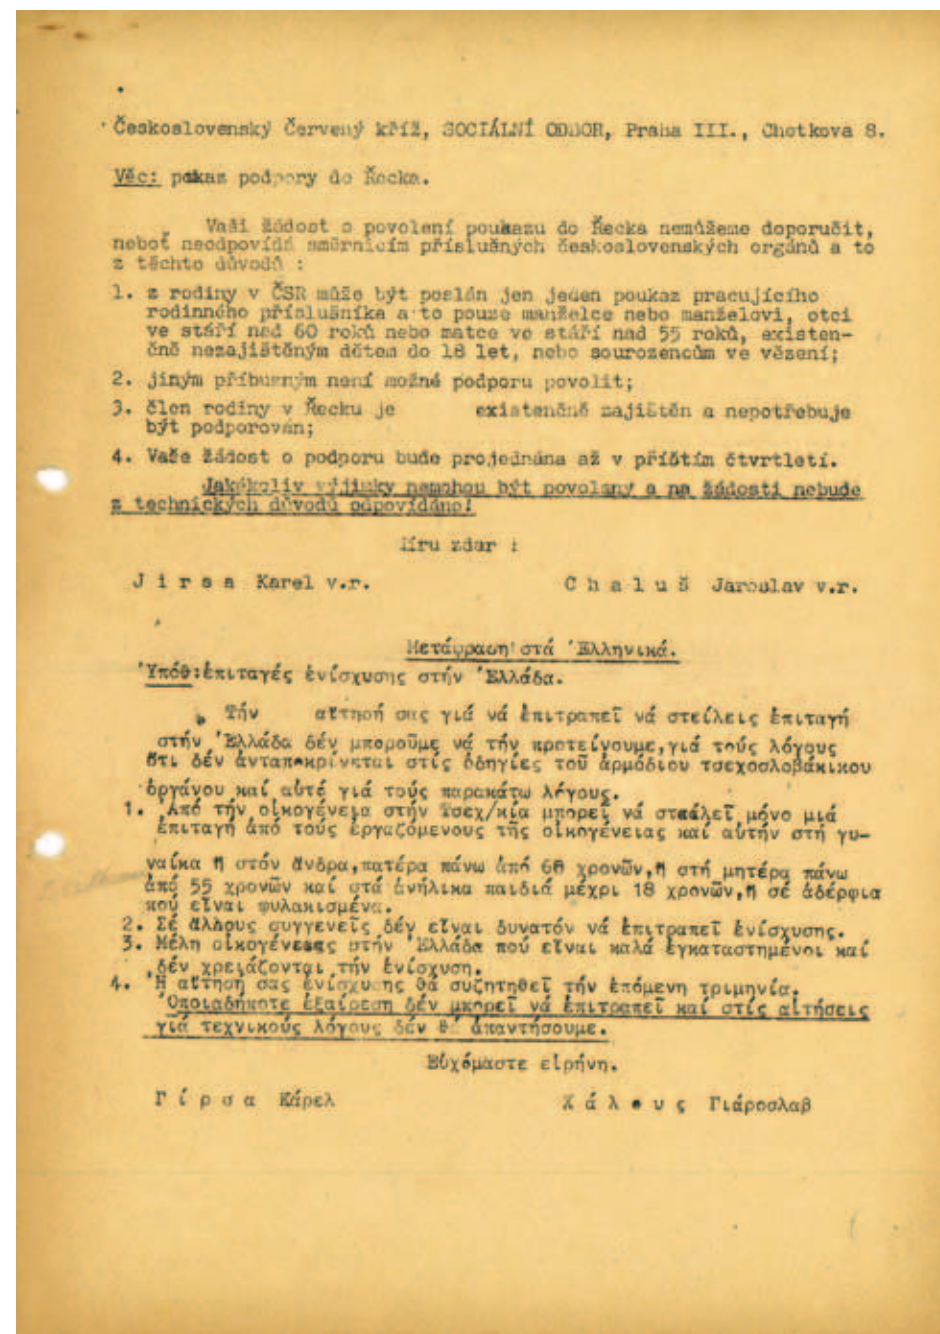 Československý Červený kříž, SOCIÁLNÍ ODBOR, Praha III., Chotkova 8.
Věc: pokaz podpory do Řecka.
Vaši žádost o povolení poukazu do Řecka nemůžeme doporučit,
neboť neodpovídá směrnicím příslušných československých orgánů a to
z těchto důvodů :
1. z rodiny v ČSR může být poslán jen jeden poukaz pracujícího
rodinného příslušníka a to pouze manželce nebo manželovi, otci
ve stáří nad 60 roků nebo matce ve stáří nad 55 roků, existen-
čně nezajištěným dětem do 18 let, nebo sourozencům ve vězení;
2. jiným příbuzným není možné podporu povolit;
3. člen rodiny v Řecku je existenčně zajištěn a nepotřebuje
být podporován;
4. Vaše žádost o podporu bude projednána až v příštím čtvrtletí.
Jakékoliv výjimky nemohou být povoleny a na žádosti nebude
z technických důvodů odpovídáno!
Míru zdar !
J i r s a Karel v.r. C h a l u š Jaroslav v.r.
Μετάφραση στά Ἑλληνικά.
Ὑπόθ:ἐπιταγές ἐνίσχυσης στήν Ἑλλάδα.
Τήν αἴτησή σας γιά νά ἐπιτραπεῖ νά στείλεις ἐπιταγή
στήν Ἑλλάδα δέν μποροῦμε νά τήν προτείνουμε,γιά τούς λόγους
ὅτι δέν ἀνταποκρίνεται στίς ὁδηγίες τοῦ ἁρμόδιου τσεχοσλοβάκικου
ὀργάνου καί αὐτό γιά τούς παρακάτω λόγους.
1. Ἀπό τήν οἰκογένεια στήν Τσεχ/κία μπορεῖ νά σταλεῖ μόνο μιά
ἐπιταγή ἀπό τούς ἐργαζόμενους τῆς οἰκογένειας καί αὐτήν στή γυ-
ναίκα ἤ στόν ἄνδρα,πατέρα πάνω ἀπό 60 χρονῶν,ἤ στή μητέρα πάνω
ἀπό 55 χρονῶν καί στά ἀνήλικα παιδιά μέχρι 18 χρονῶν,ἤ σέ ἀδέρφια
πού εἶναι φυλακισμένα.
2. Σέ ἄλλους συγγενεῖς δέν εἶναι δυνατόν νά ἐπιτραπεῖ ἐνίσχυσης.
3. Μέλη οἰκογένειας στήν Ἑλλάδα πού εἶναι καλά ἐγκαταστημένοι καί
δέν χρειάζονται τήν ἐνίσχυση.
4. Ἡ αἴτηση σας ἐνίσχυσης θά συζητηθεῖ τήν ἑπόμενη τριμηνία.
Ὁποιαδήποτε ἐξαίρεση δέν μπορεῖ νά ἐπιτραπεῖ καί στίς αἰτήσεις
γιά τεχνικούς λόγους δέν θά ἀπαντήσουμε.
Εὐχόμαστε εἰρήνη.
Γ ί ρ σ α Κάρελ Χ ά λ ο υ ς Γιάροσλαβ